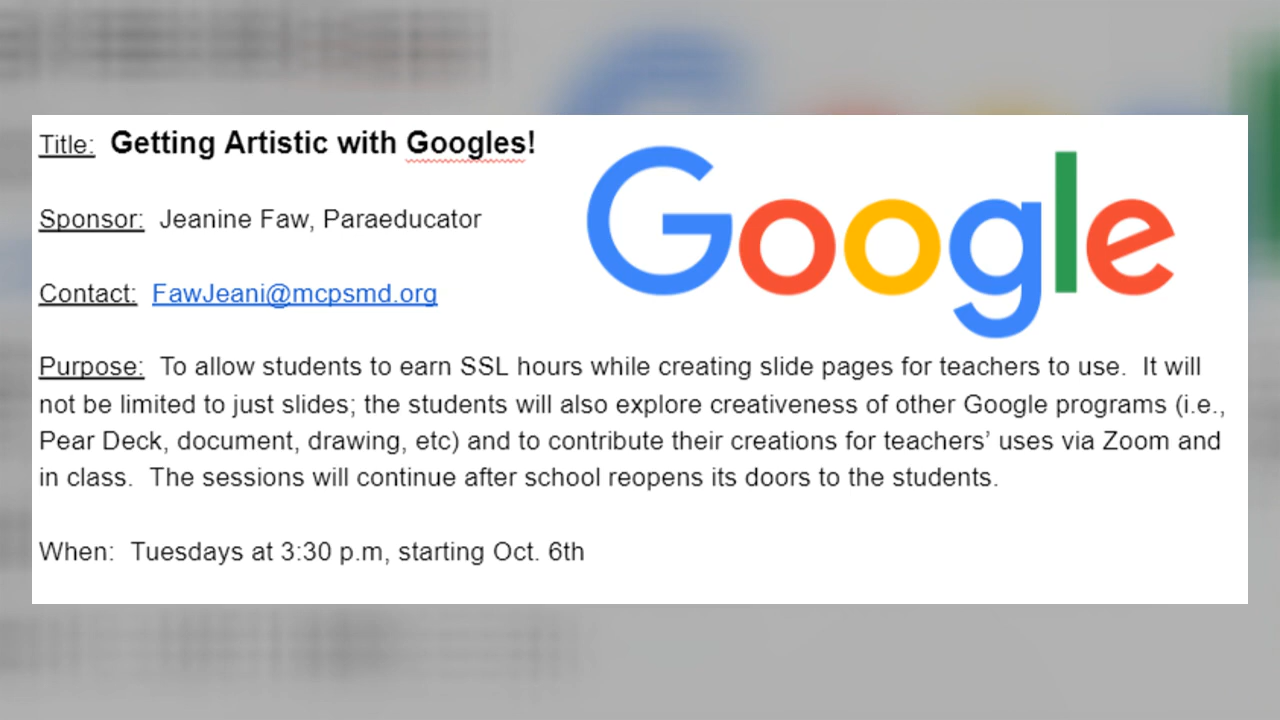 Title: Getting Artistic with Googles!
Google
Sponsor: Jeanine Faw, Paraeducator
Contact: FawJeani@mcpsmd.org
Purpose: To allow students to earn SSL hours while creating slide pages for teachers to use. It will
not be limited to just slides; the students will also explore creativeness of other Google programs (i.e.,
Pear Deck, document, drawing, etc) and to contribute their creations for teachers’ uses via Zoom and
in class. The sessions will continue after school reopens its doors to the students.
When: Tuesdays at 3:30 p.m, starting Oct. 6th